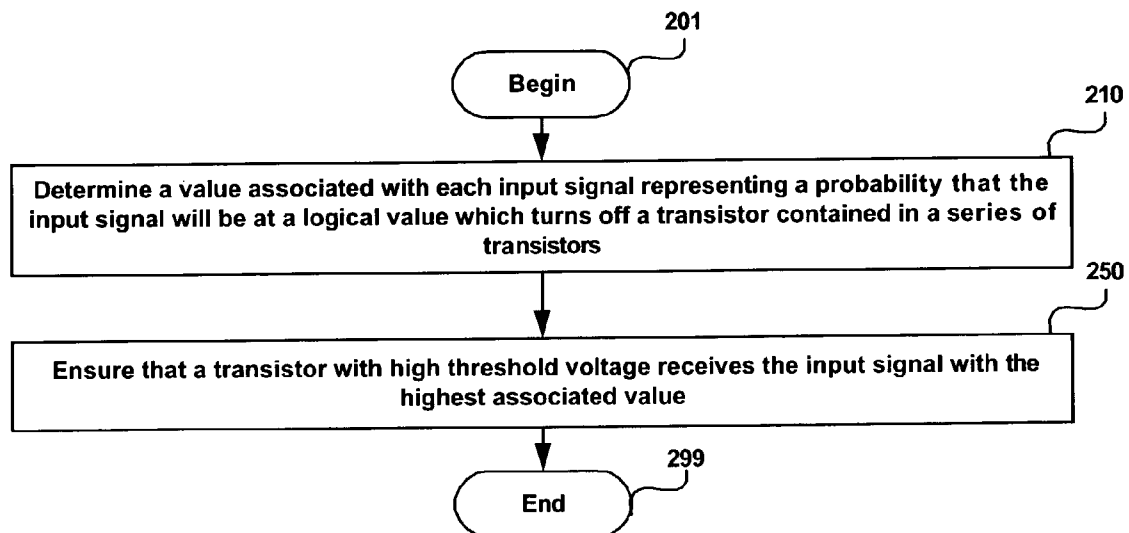 201
Begin
210
Determine a value associated with each input signal representing a probability that the
input signal will be at a logical value which turns off a transistor contained in a series of
transistors
250
Ensure that a transistor with high threshold voltage receives the input signal with the
highest associated value
299
End